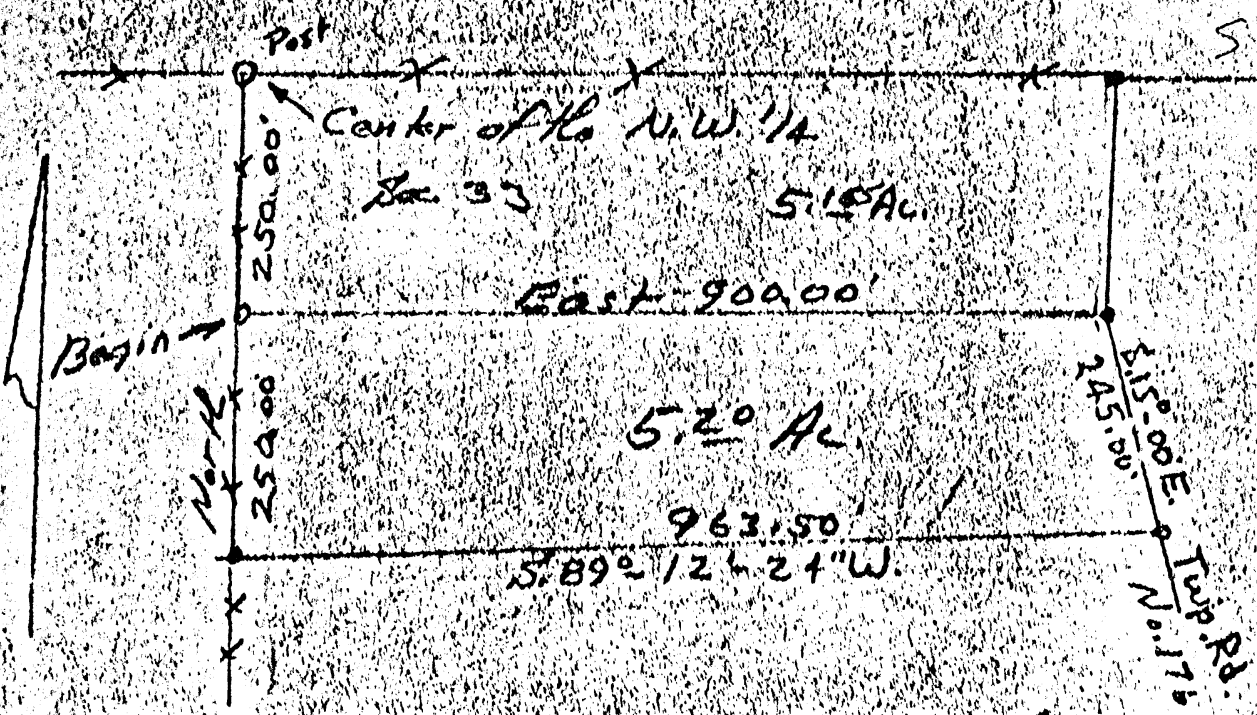 Post
S
Center of the N.W. 1/4
Sec. 33
5.15 Ac.
250.00'
East - 900.00'
Begin
North
250.00
5.20 Ac.
S.15°-00'E.
245.00'
963.50'
S.89°-12'-24"W.
Twp. Rd.
No.